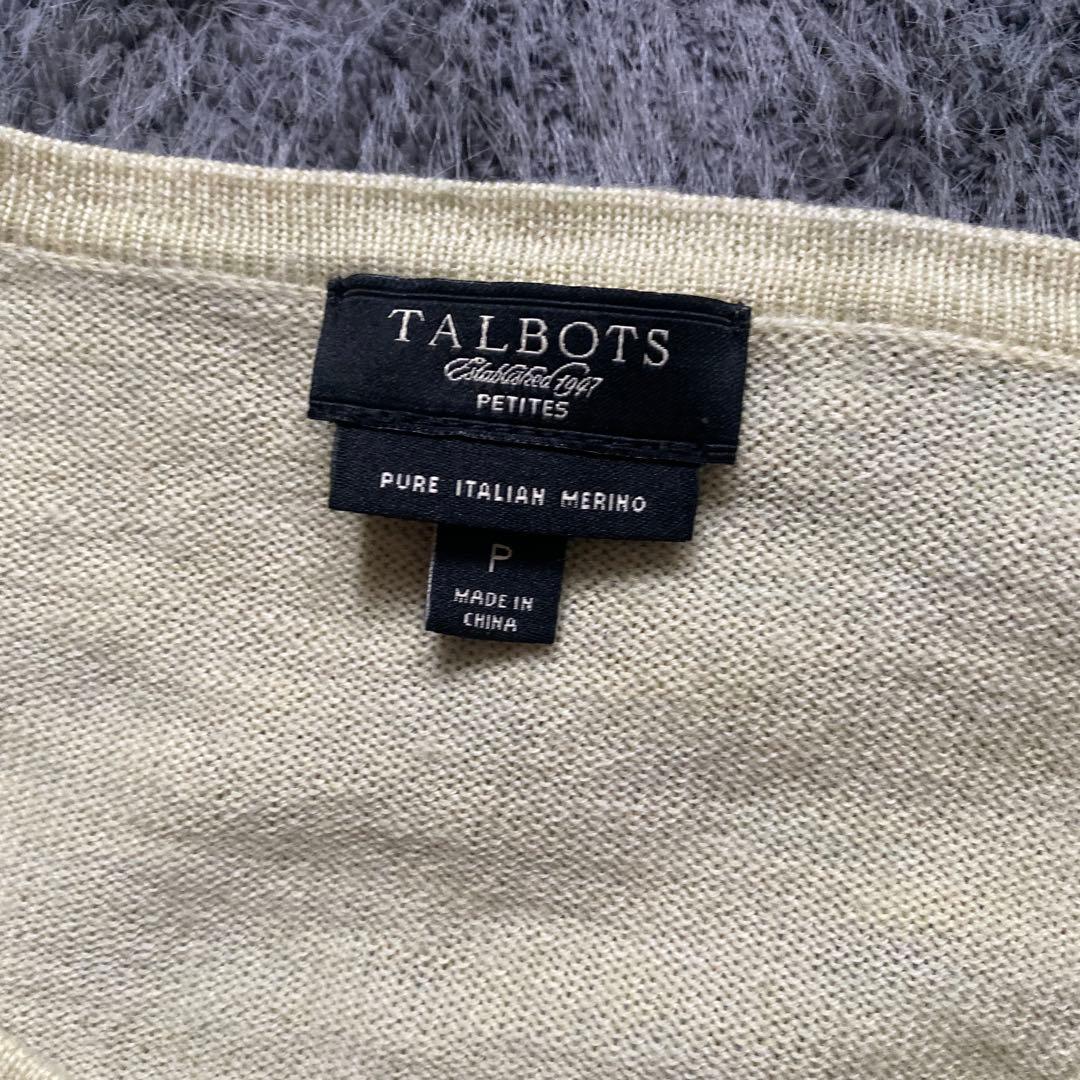 TALBOTS
Established 1947
PETITES
PURE ITALIAN MERINO
P
MADE IN
CHINA